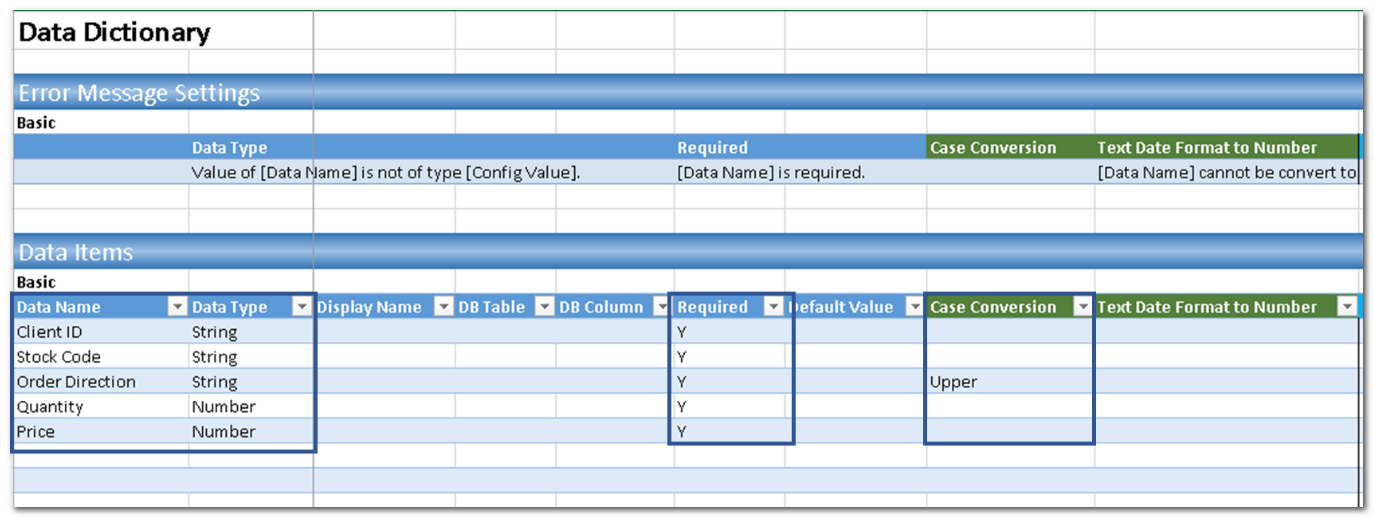 Data Dictionary
Error Message Settings
Basic
Data Type Required Case Conversion Text Date Format to Number
Value of [Data Name] is not of type [Config Value]. [Data Name] is required. [Data Name] cannot be convert to
Data Items
Basic
Data Name Data Type Display Name DB Table DB Column Required Default Value Case Conversion Text Date Format to Number
Client ID String Y
Stock Code String Y
Order Direction String Y Upper
Quantity Number Y
Price Number Y